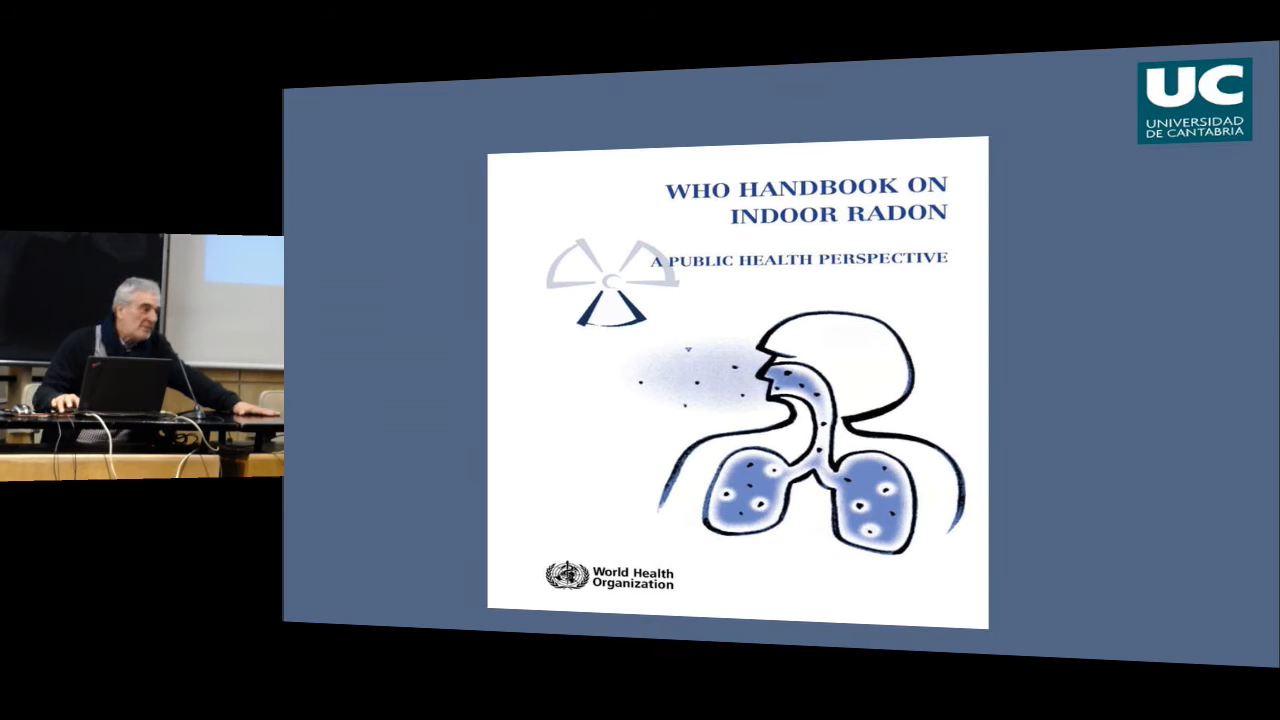 UC
UNIVERSIDAD
DE CANTABRIA
WHO HANDBOOK ON
INDOOR RADON
A PUBLIC HEALTH PERSPECTIVE
World Health
Organization